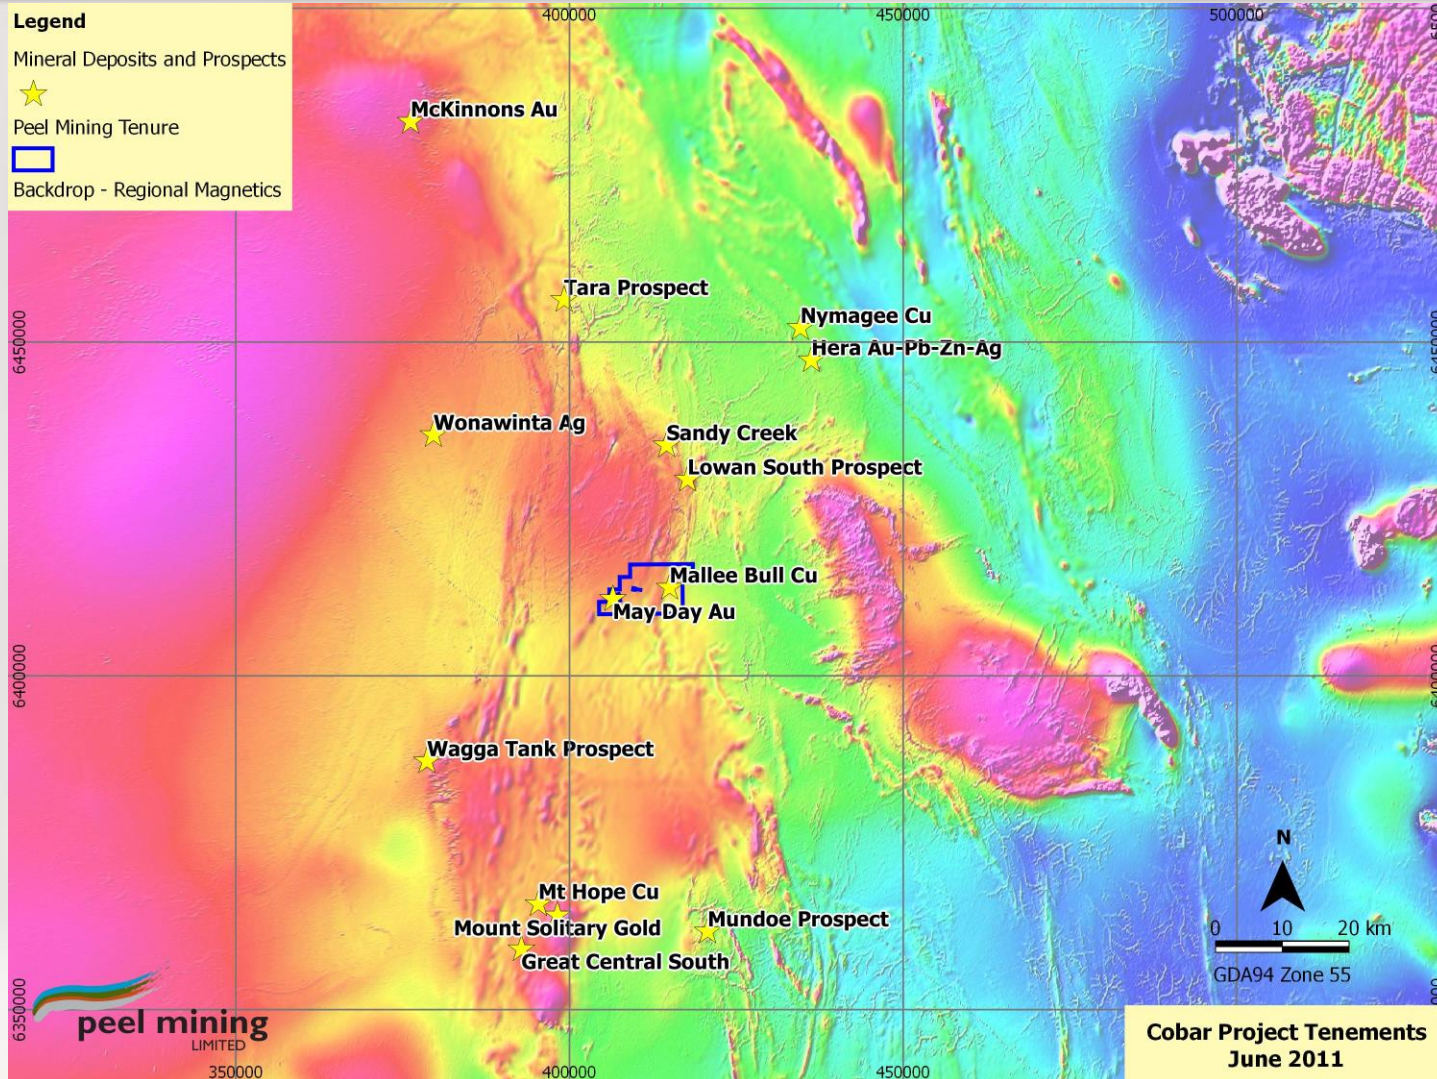 Legend
Mineral Deposits and Prospects
Peel Mining Tenure
Backdrop - Regional Magnetics
400000
450000
500000
McKinnons Au
Tara Prospect
Nymagee Cu
Hera Au-Pb-Zn-Ag
6450000
6450000
Wonawinta Ag
Sandy Creek
Lowan South Prospect
Mallee Bull Cu
May Day Au
6400000
6400000
Wagga Tank Prospect
Mt Hope Cu
Mount Solitary Gold
Mundoe Prospect
Great Central South
N
0 10 20 km
GDA94 Zone 55
6350000
peel mining
LIMITED
Cobar Project Tenements
June 2011
350000
400000
450000